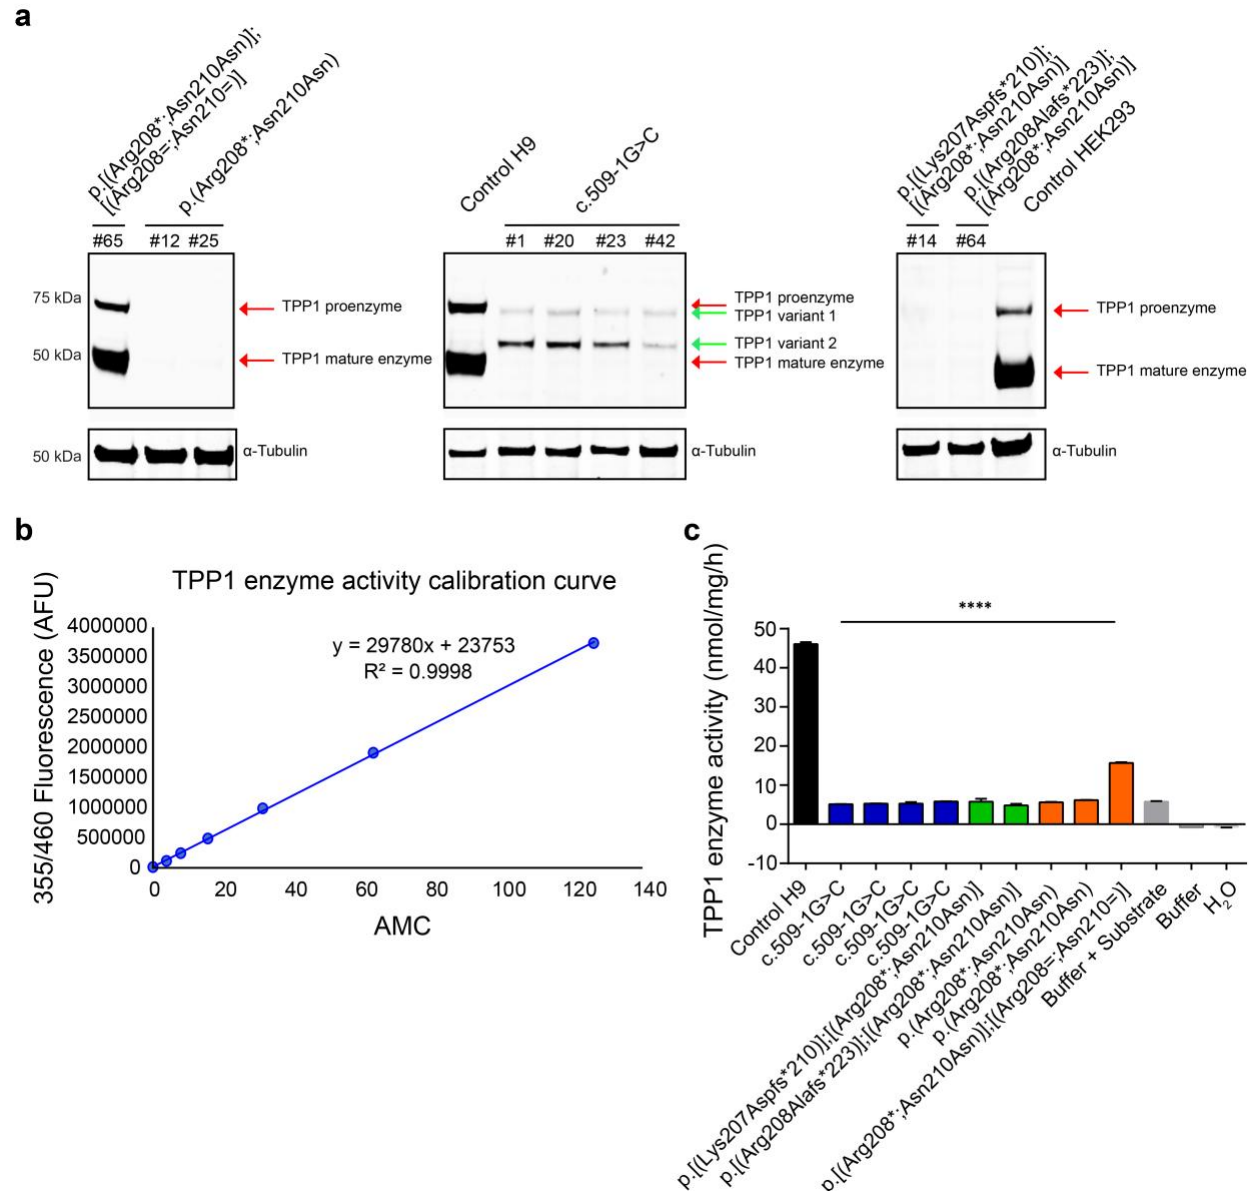 a
p.[(Arg208*;Asn210Asn)];
[(Arg208=;Asn210=)]
p.(Arg208*;Asn210Asn)
#65 #12 #25
75 kDa
TPP1 proenzyme
50 kDa
TPP1 mature enzyme
50 kDa
α-Tubulin
Control H9
c.509-1G>C
#1 #20 #23 #42
TPP1 proenzyme
TPP1 variant 1
TPP1 variant 2
TPP1 mature enzyme
α-Tubulin
p.[(Lys207Aspfs*210)];
[(Arg208*;Asn210Asn)]
p.[(Arg208Alafs*223)];
[(Arg208*;Asn210Asn)]
Control HEK293
#14 #64
TPP1 proenzyme
TPP1 mature enzyme
α-Tubulin
b
TPP1 enzyme activity calibration curve
355/460 Fluorescence (AFU)
4000000
3500000
3000000
2500000
2000000
1500000
1000000
500000
0
y = 29780x + 23753
R² = 0.9998
0 20 40 60 80 100 120 140
AMC
c
TPP1 enzyme activity (nmol/mg/h)
****
50
40
30
20
10
0
-10
Control H9
c.509-1G>C
c.509-1G>C
c.509-1G>C
c.509-1G>C
p.[(Lys207Aspfs*210)];[(Arg208*;Asn210Asn)]
p.[(Arg208Alafs*223)];[(Arg208*;Asn210Asn)]
p.(Arg208*;Asn210Asn)
p.(Arg208*;Asn210Asn)
p.[(Arg208*;Asn210Asn)];[(Arg208=;Asn210=)]
Buffer + Substrate
Buffer
H₂O